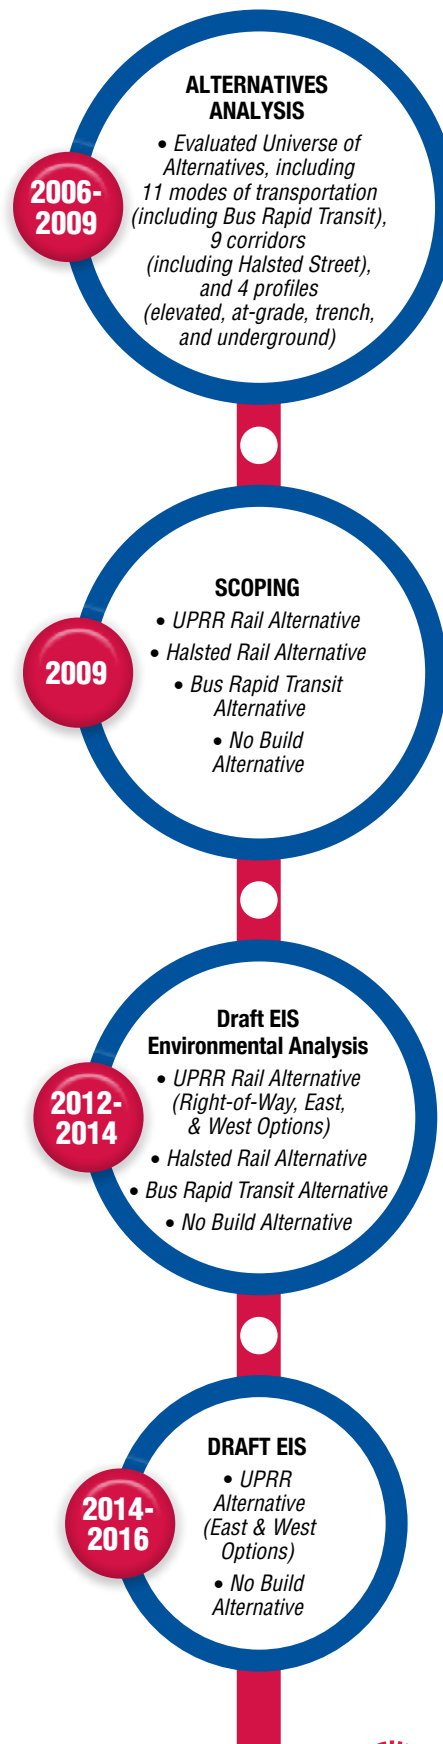 ALTERNATIVES
ANALYSIS
• Evaluated Universe of
Alternatives, including
11 modes of transportation
(including Bus Rapid Transit),
9 corridors
(including Halsted Street),
and 4 profiles
(elevated, at-grade, trench,
and underground)
2006-
2009
SCOPING
• UPRR Rail Alternative
• Halsted Rail Alternative
• Bus Rapid Transit
Alternative
• No Build
Alternative
2009
Draft EIS
Environmental Analysis
• UPRR Rail Alternative
(Right-of-Way, East,
& West Options)
• Halsted Rail Alternative
• Bus Rapid Transit Alternative
• No Build Alternative
2012-
2014
DRAFT EIS
• UPRR
Alternative
(East & West
Options)
• No Build
Alternative
2014-
2016